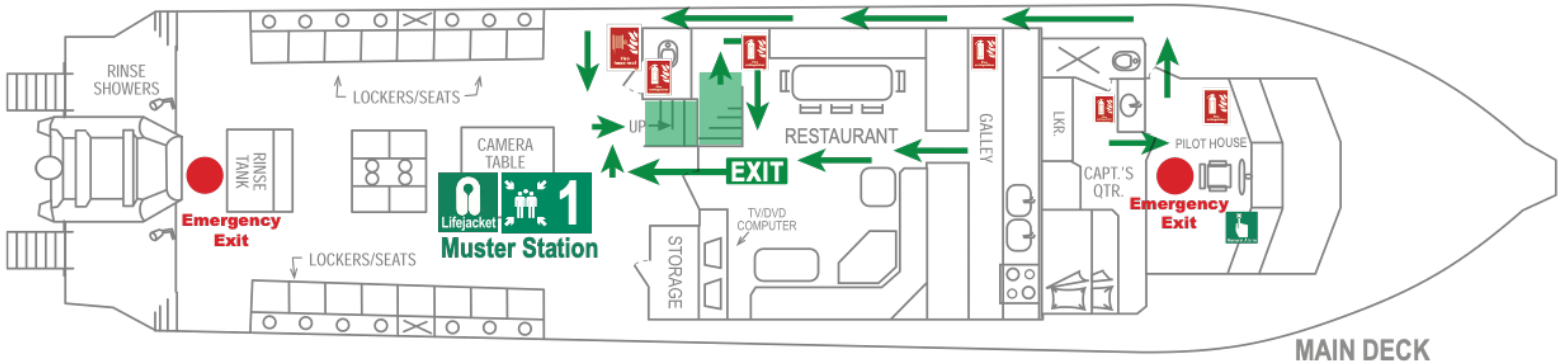 RINSE
SHOWERS
LOCKERS/SEATS
RINSE
TANK
Emergency
Exit
CAMERA
TABLE
Lifejacket
1
Muster Station
LOCKERS/SEATS
UP
EXIT
RESTAURANT
TV/DVD
COMPUTER
STORAGE
GALLEY
LKR.
CAPT.'S
QTR.
PILOT HOUSE
Emergency
Exit
MAIN DECK